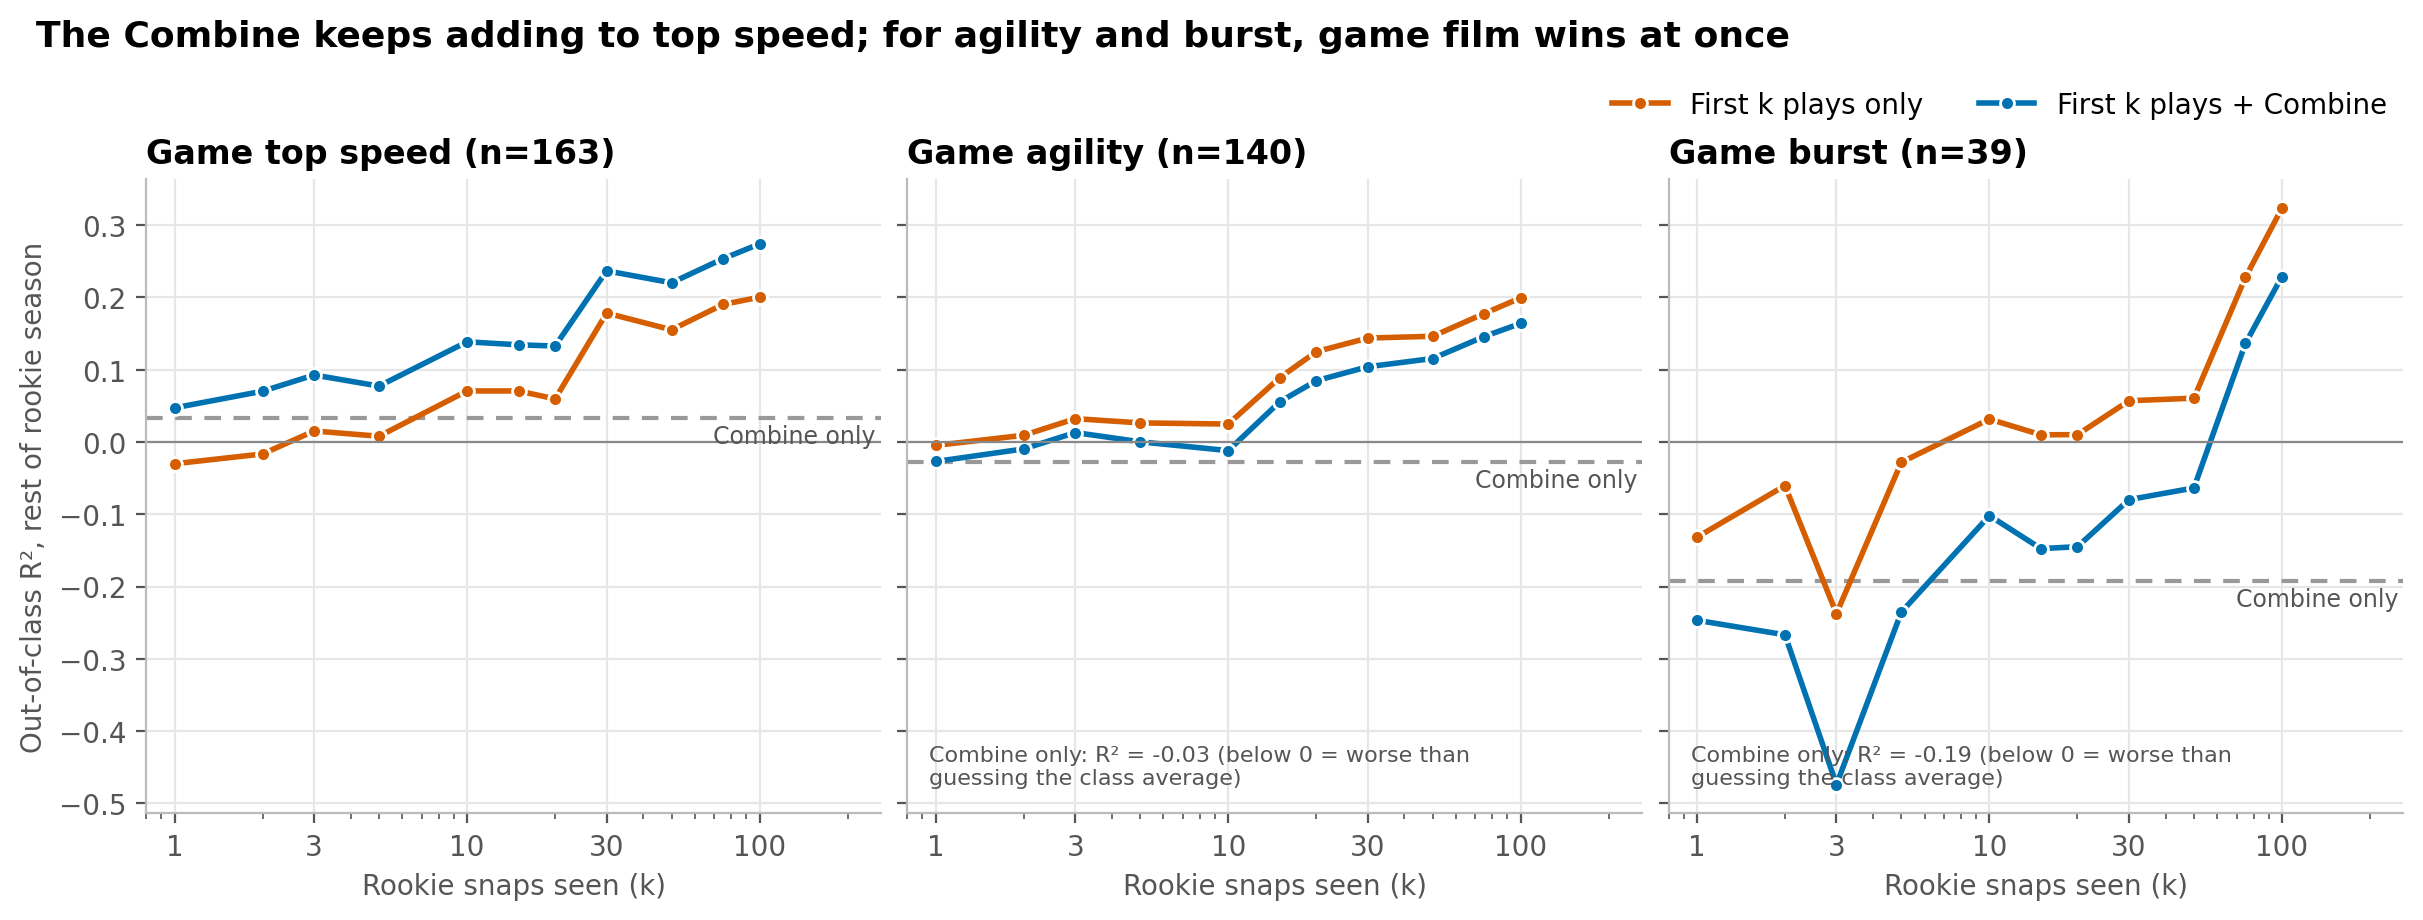 The Combine keeps adding to top speed; for agility and burst, game film wins at once
First k plays only
First k plays + Combine
Game top speed (n=163)
Game agility (n=140)
Game burst (n=39)
Out-of-class R², rest of rookie season
0.3
0.2
0.1
0.0
−0.1
−0.2
−0.3
−0.4
−0.5
Combine only
1 3 10 30 100
Rookie snaps seen (k)
Combine only
Combine only: R² = -0.03 (below 0 = worse than
guessing the class average)
1 3 10 30 100
Rookie snaps seen (k)
Combine only
Combine only: R² = -0.19 (below 0 = worse than
guessing the class average)
1 3 10 30 100
Rookie snaps seen (k)